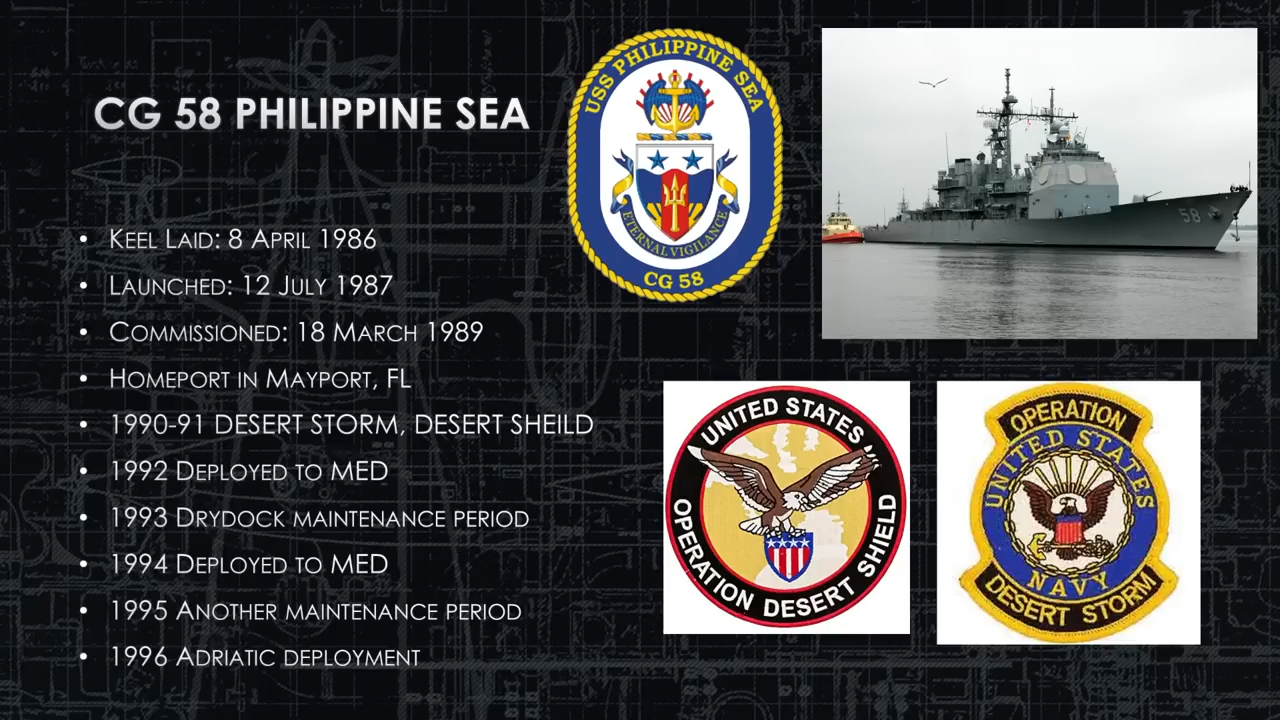 CG 58 PHILIPPINE SEA
• KEEL LAID: 8 APRIL 1986
• LAUNCHED: 12 JULY 1987
• COMMISSIONED: 18 MARCH 1989
• HOMEPORT IN MAYPORT, FL
• 1990-91 DESERT STORM, DESERT SHEILD
• 1992 DEPLOYED TO MED
• 1993 DRYDOCK MAINTENANCE PERIOD
• 1994 DEPLOYED TO MED
• 1995 ANOTHER MAINTENANCE PERIOD
• 1996 ADRIATIC DEPLOYMENT
USS PHILIPPINE SEA
ETERNAL VIGILANCE
CG 58
58
UNITED STATES
OPERATION DESERT SHIELD
OPERATION
UNITED STATES
NAVY
DESERT STORM